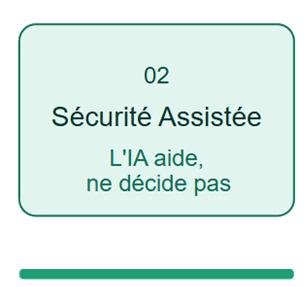 02
Sécurité Assistée
L'IA aide,
ne décide pas